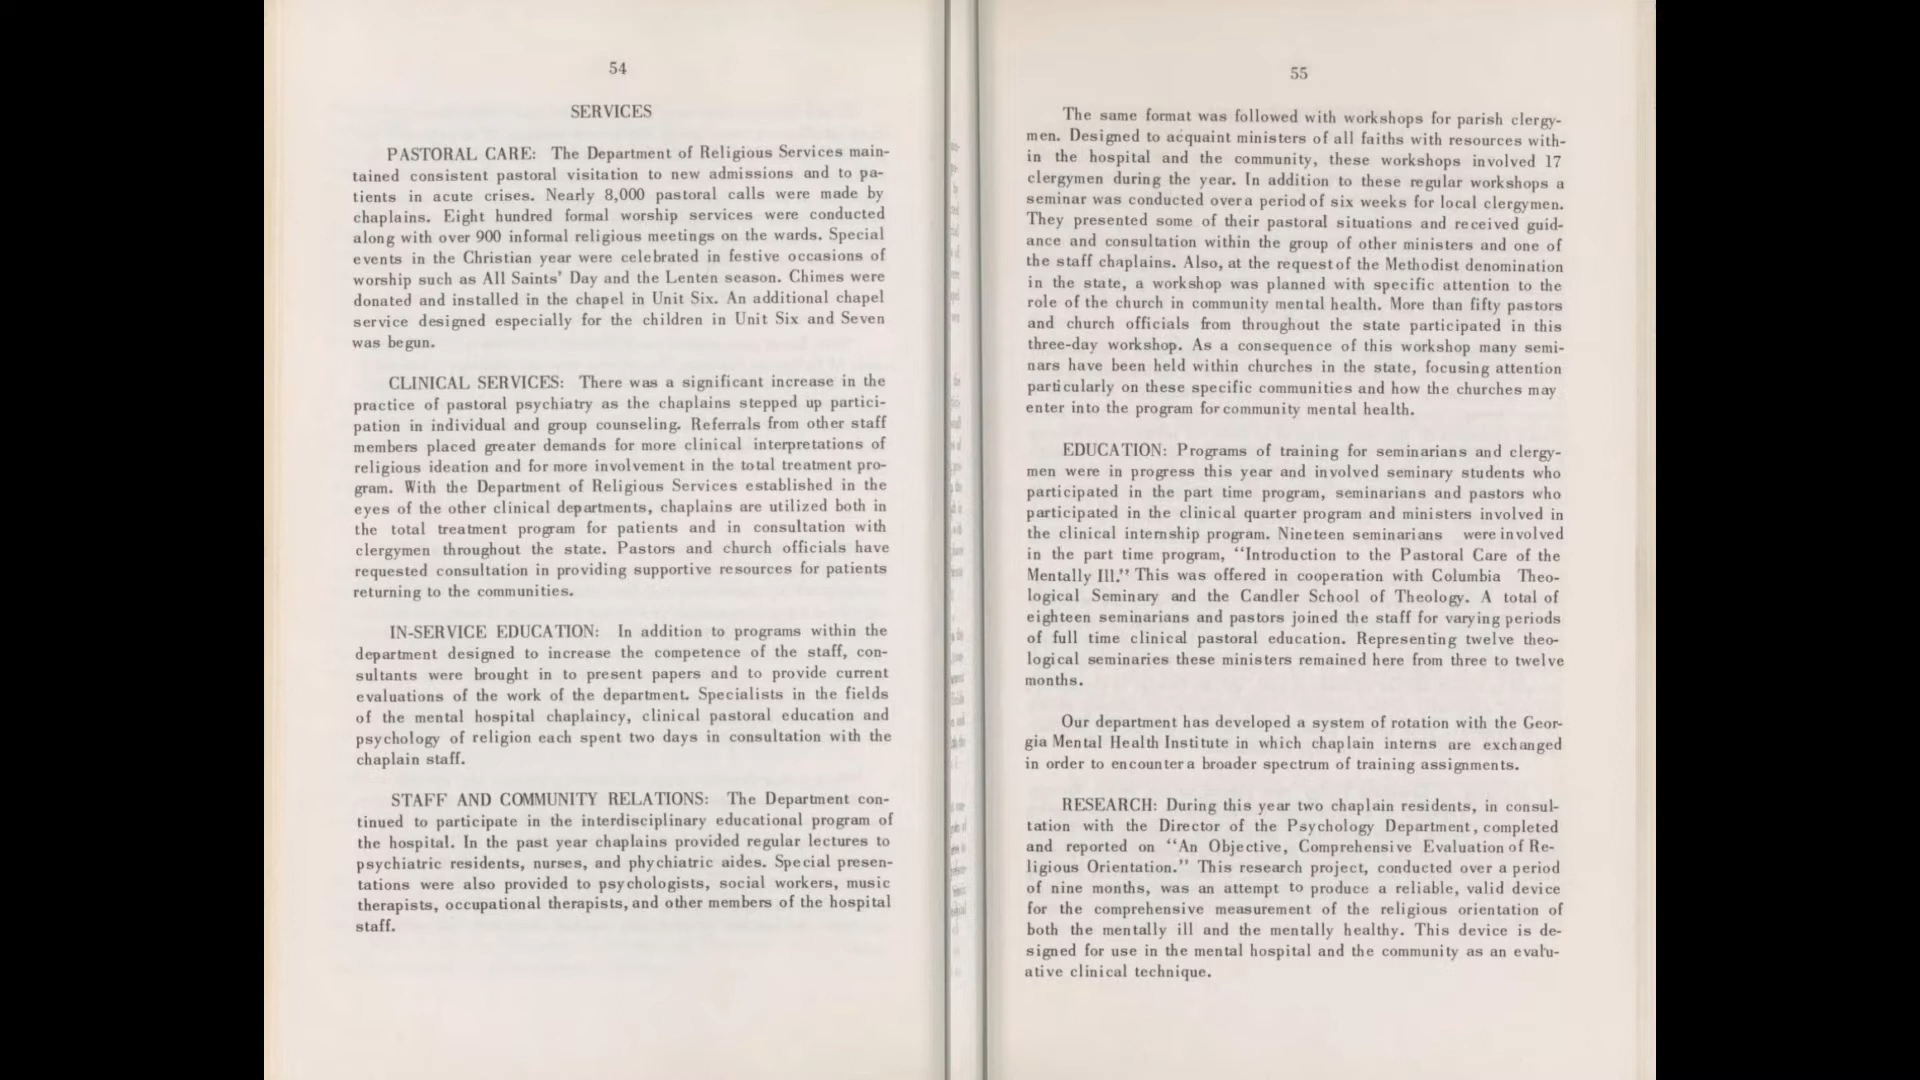 54
SERVICES
PASTORAL CARE: The Department of Religious Services main-
tained consistent pastoral visitation to new admissions and to pa-
tients in acute crises. Nearly 8,000 pastoral calls were made by
chaplains. Eight hundred formal worship services were conducted
along with over 900 informal religious meetings on the wards. Special
events in the Christian year were celebrated in festive occasions of
worship such as All Saints' Day and the Lenten season. Chimes were
donated and installed in the chapel in Unit Six. An additional chapel
service designed especially for the children in Unit Six and Seven
was begun.
CLINICAL SERVICES: There was a significant increase in the
practice of pastoral psychiatry as the chaplains stepped up partici-
pation in individual and group counseling. Referrals from other staff
members placed greater demands for more clinical interpretations of
religious ideation and for more involvement in the total treatment pro-
gram. With the Department of Religious Services established in the
eyes of the other clinical departments, chaplains are utilized both in
the total treatment program for patients and in consultation with
clergymen throughout the state. Pastors and church officials have
requested consultation in providing supportive resources for patients
returning to the communities.
IN-SERVICE EDUCATION: In addition to programs within the
department designed to increase the competence of the staff, con-
sultants were brought in to present papers and to provide current
evaluations of the work of the department. Specialists in the fields
of the mental hospital chaplaincy, clinical pastoral education and
psychology of religion each spent two days in consultation with the
chaplain staff.
STAFF AND COMMUNITY RELATIONS: The Department con-
tinued to participate in the interdisciplinary educational program of
the hospital. In the past year chaplains provided regular lectures to
psychiatric residents, nurses, and phychiatric aides. Special presen-
tations were also provided to psychologists, social workers, music
therapists, occupational therapists, and other members of the hospital
staff.
55
The same format was followed with workshops for parish clergy-
men. Designed to acquaint ministers of all faiths with resources with-
in the hospital and the community, these workshops involved 17
clergymen during the year. In addition to these regular workshops a
seminar was conducted over a period of six weeks for local clergymen.
They presented some of their pastoral situations and received guid-
ance and consultation within the group of other ministers and one of
the staff chaplains. Also, at the request of the Methodist denomination
in the state, a workshop was planned with specific attention to the
role of the church in community mental health. More than fifty pastors
and church officials from throughout the state participated in this
three-day workshop. As a consequence of this workshop many semi-
nars have been held within churches in the state, focusing attention
particularly on these specific communities and how the churches may
enter into the program for community mental health.
EDUCATION: Programs of training for seminarians and clergy-
men were in progress this year and involved seminary students who
participated in the part time program, seminarians and pastors who
participated in the clinical quarter program and ministers involved in
the clinical internship program. Nineteen seminarians were involved
in the part time program, "Introduction to the Pastoral Care of the
Mentally Ill." This was offered in cooperation with Columbia Theo-
logical Seminary and the Candler School of Theology. A total of
eighteen seminarians and pastors joined the staff for varying periods
of full time clinical pastoral education. Representing twelve theo-
logical seminaries these ministers remained here from three to twelve
months.
Our department has developed a system of rotation with the Geor-
gia Mental Health Institute in which chaplain interns are exchanged
in order to encounter a broader spectrum of training assignments.
RESEARCH: During this year two chaplain residents, in consul-
tation with the Director of the Psychology Department, completed
and reported on "An Objective, Comprehensive Evaluation of Re-
ligious Orientation." This research project, conducted over a period
of nine months, was an attempt to produce a reliable, valid device
for the comprehensive measurement of the religious orientation of
both the mentally ill and the mentally healthy. This device is de-
signed for use in the mental hospital and the community as an evalu-
ative clinical technique.